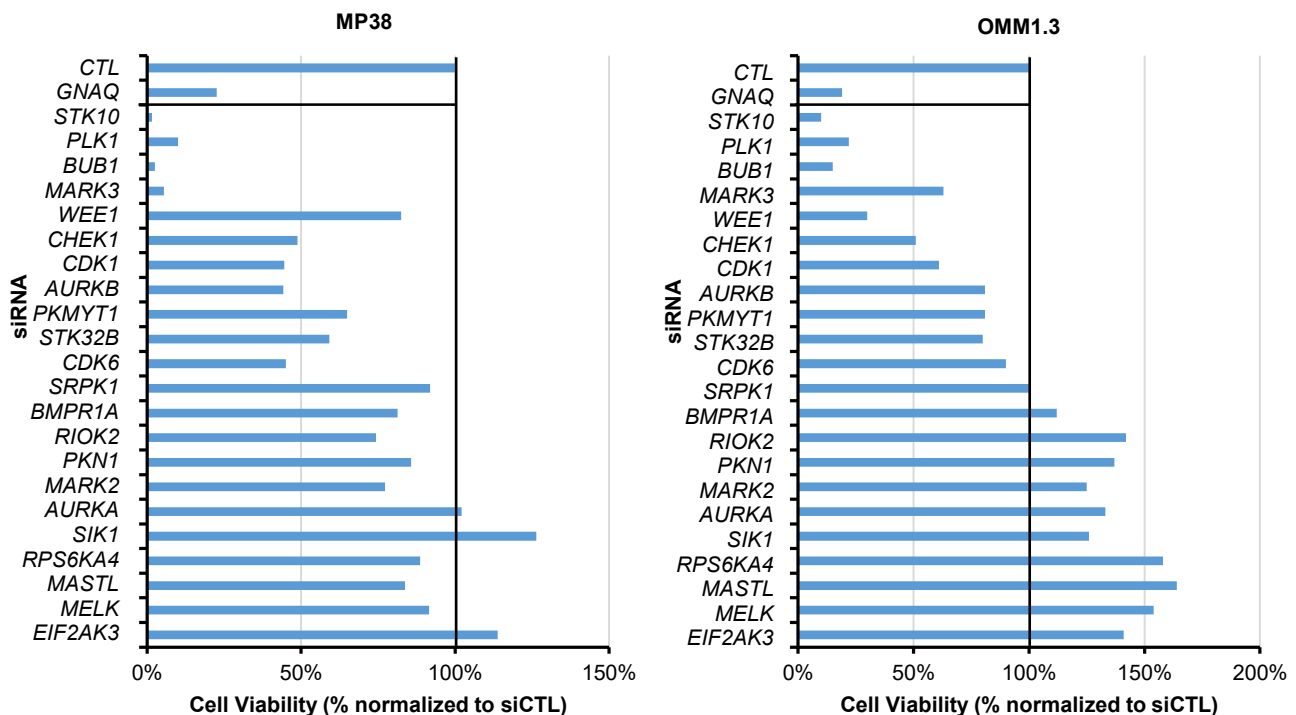 MP38
CTL
GNAQ
STK10
PLK1
BUB1
MARK3
WEE1
CHEK1
CDK1
AURKB
PKMYT1
STK32B
CDK6
SRPK1
BMPR1A
RIOK2
PKN1
MARK2
AURKA
SIK1
RPS6KA4
MASTL
MELK
EIF2AK3
siRNA
0% 50% 100% 150%
Cell Viability (% normalized to siCTL)
OMM1.3
CTL
GNAQ
STK10
PLK1
BUB1
MARK3
WEE1
CHEK1
CDK1
AURKB
PKMYT1
STK32B
CDK6
SRPK1
BMPR1A
RIOK2
PKN1
MARK2
AURKA
SIK1
RPS6KA4
MASTL
MELK
EIF2AK3
siRNA
0% 50% 100% 150% 200%
Cell Viability (% normalized to siCTL)